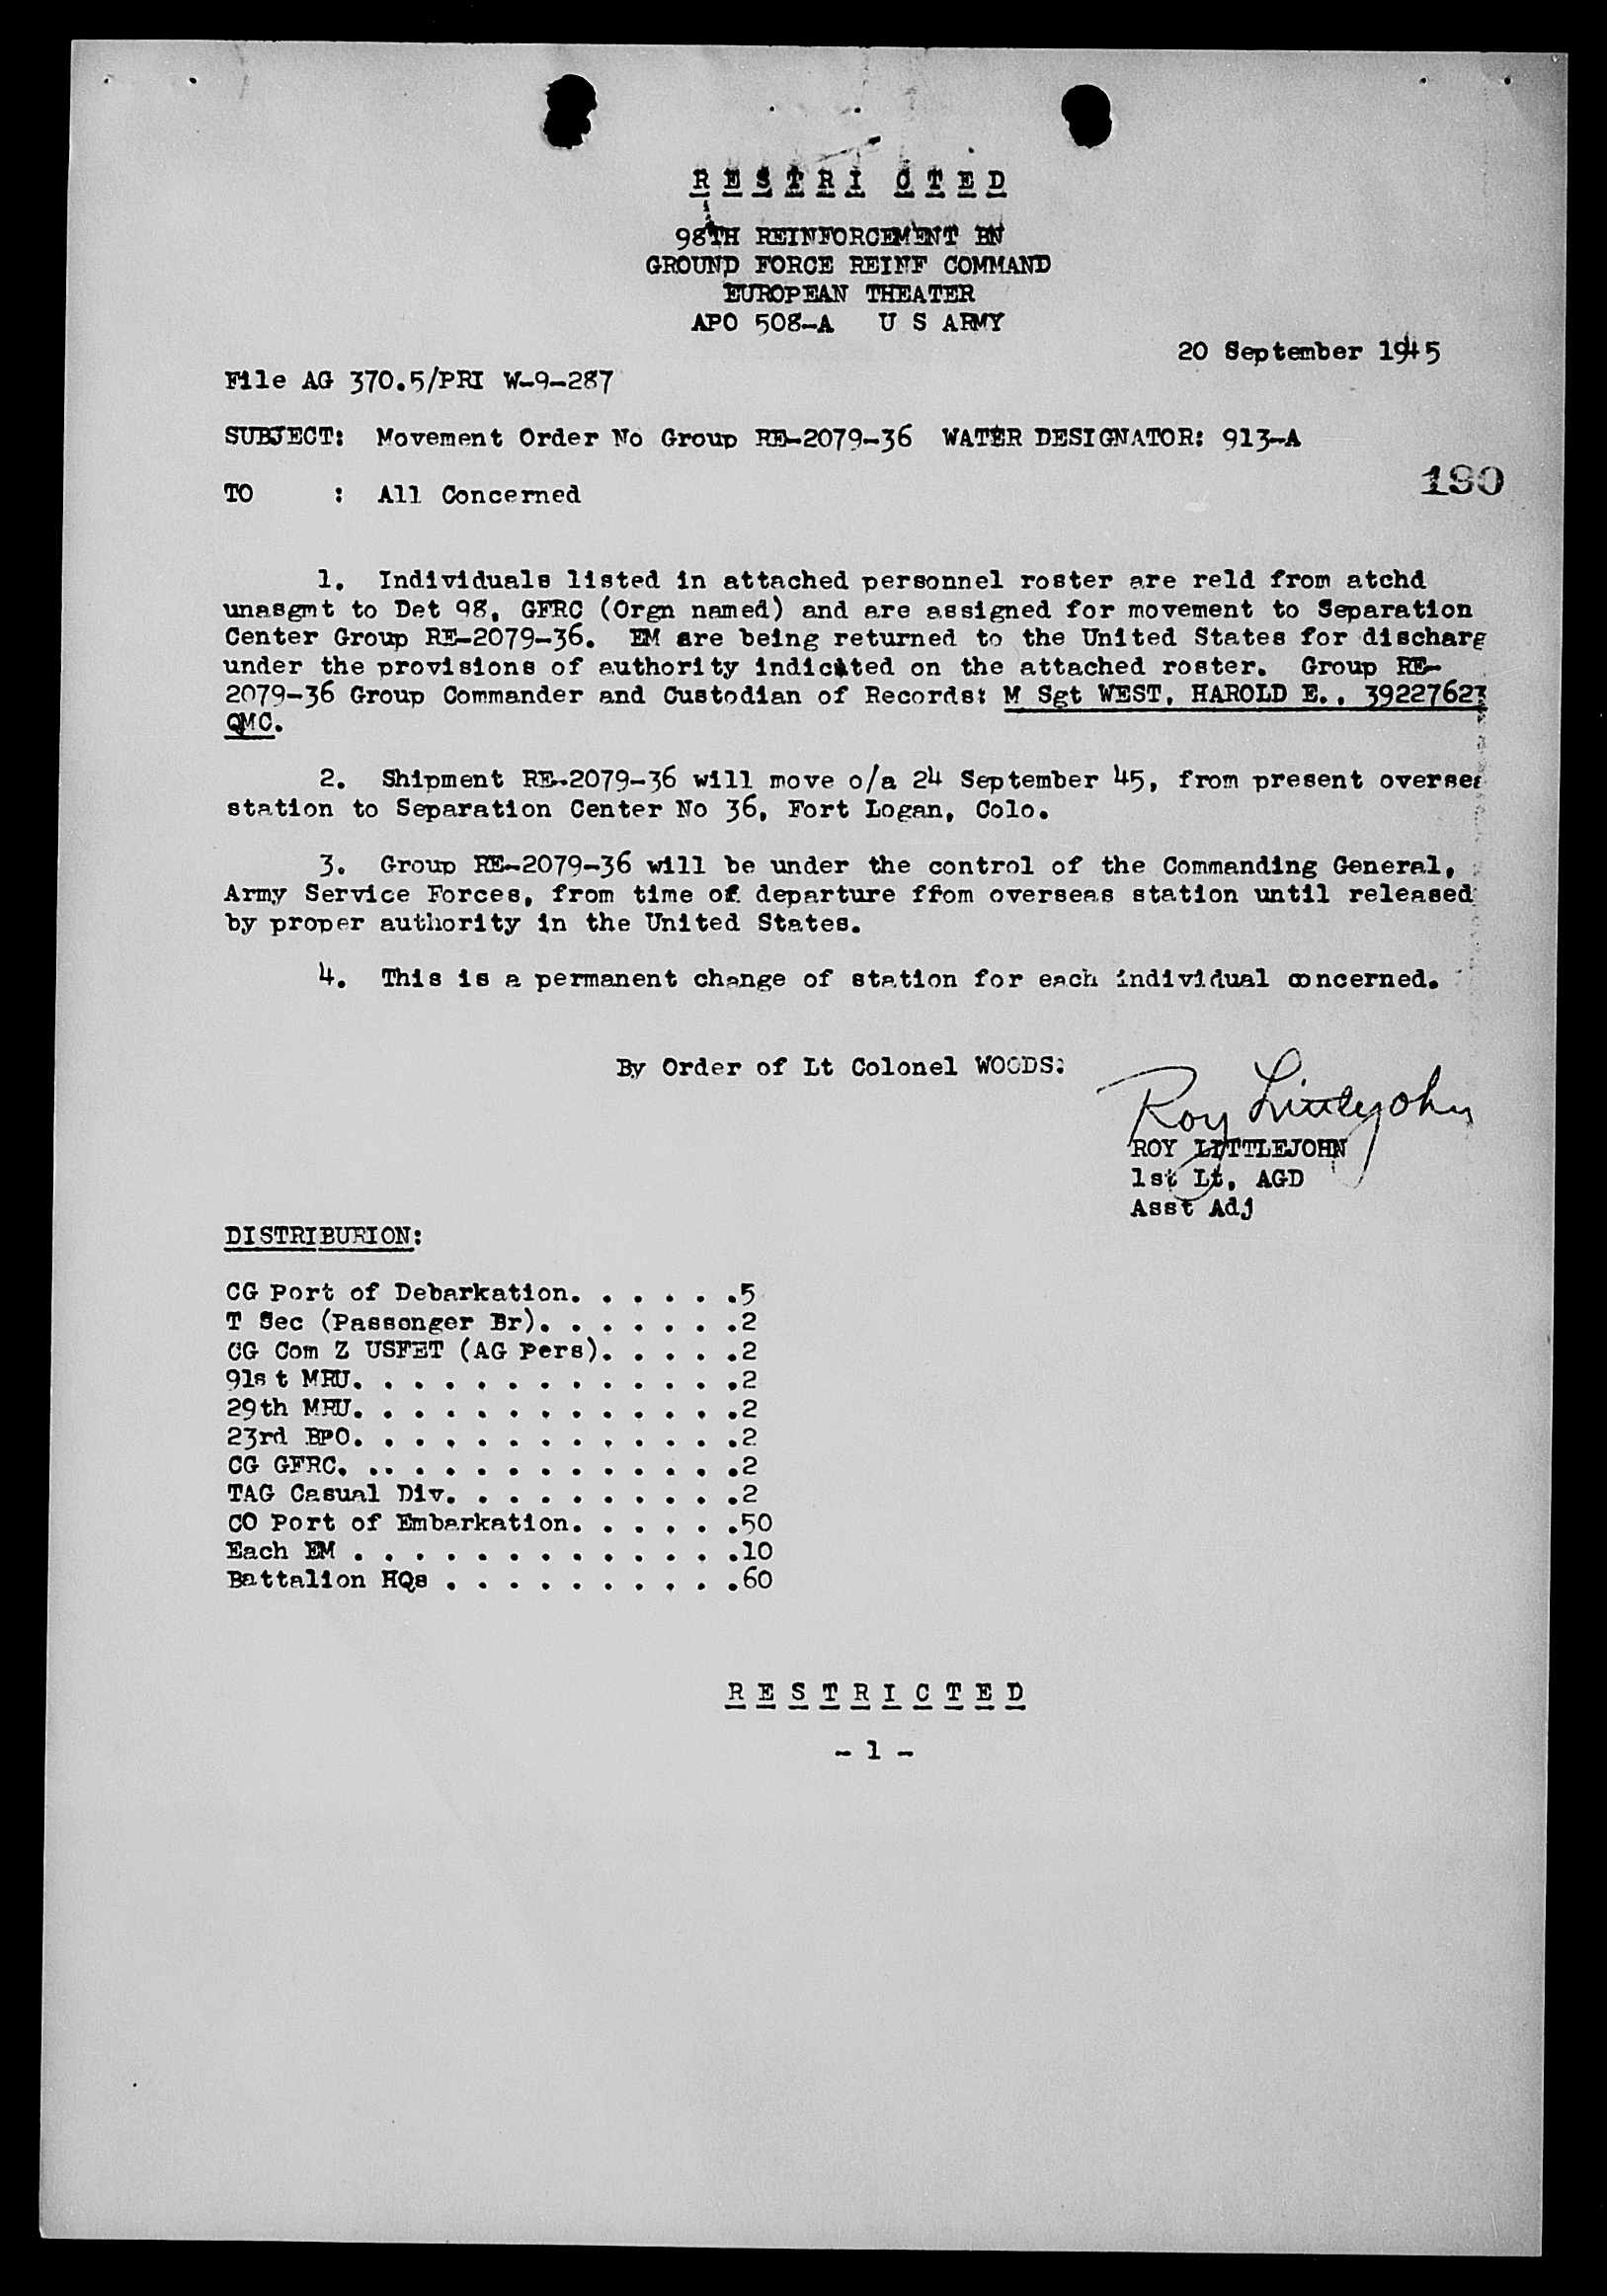 RESTRICTED
98TH REINFORCEMENT BN
GROUND FORCE REINF COMMAND
EUROPEAN THEATER
APO 508-A   U S ARMY
20 September 1945
File AG 370.5/PRI W-9-287
SUBJECT:  Movement Order No Group RE-2079-36  WATER DESIGNATOR: 913-A
190
TO     :  All Concerned
1.  Individuals listed in attached personnel roster are reld from atchd
unasgmt to Det 98, GFRC (Orgn named) and are assigned for movement to Separation
Center Group RE-2079-36.  EM are being returned to the United States for discharg
under the provisions of authority indicated on the attached roster.  Group RE-
2079-36 Group Commander and Custodian of Records: M Sgt WEST, HAROLD E., 39227623
QMC.
2.  Shipment RE-2079-36 will move o/a 24 September 45, from present oversea
station to Separation Center No 36, Fort Logan, Colo.
3.  Group RE-2079-36 will be under the control of the Commanding General,
Army Service Forces, from time of departure ffom overseas station until released
by proper authority in the United States.
4.  This is a permanent change of station for each individual concerned.
By Order of Lt Colonel WOODS:
Roy Littlejohn
ROY LITTLEJOHN
1st Lt, AGD
Asst Adj
DISTRIBURION:
CG Port of Debarkation. . . . . .5
T Sec (Passenger Br). . . . . . .2
CG Com Z USFET (AG Pers). . . . .2
91s t MRU. . . . . . . . . . . . .2
29th MRU. . . . . . . . . . . . .2
23rd BPO. . . . . . . . . . . . .2
CG GFRC. .. . . . . . . . . . . .2
TAG Casual Div. . . . . . . . . .2
CO Port of Embarkation. . . . . .50
Each EM . . . . . . . . . . . . .10
Battalion HQs . . . . . . . . . .60
RESTRICTED
- 1 -